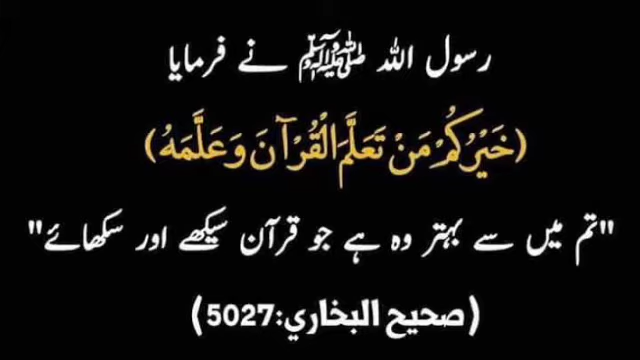 رسول اللہ ﷺ نے فرمایا
(خَيْرُكُمْ مَنْ تَعَلَّمَ الْقُرْآنَ وَعَلَّمَهُ)
"تم میں سے بہتر وہ ہے جو قرآن سیکھے اور سکھائے"
(صحيح البخاري:5027)